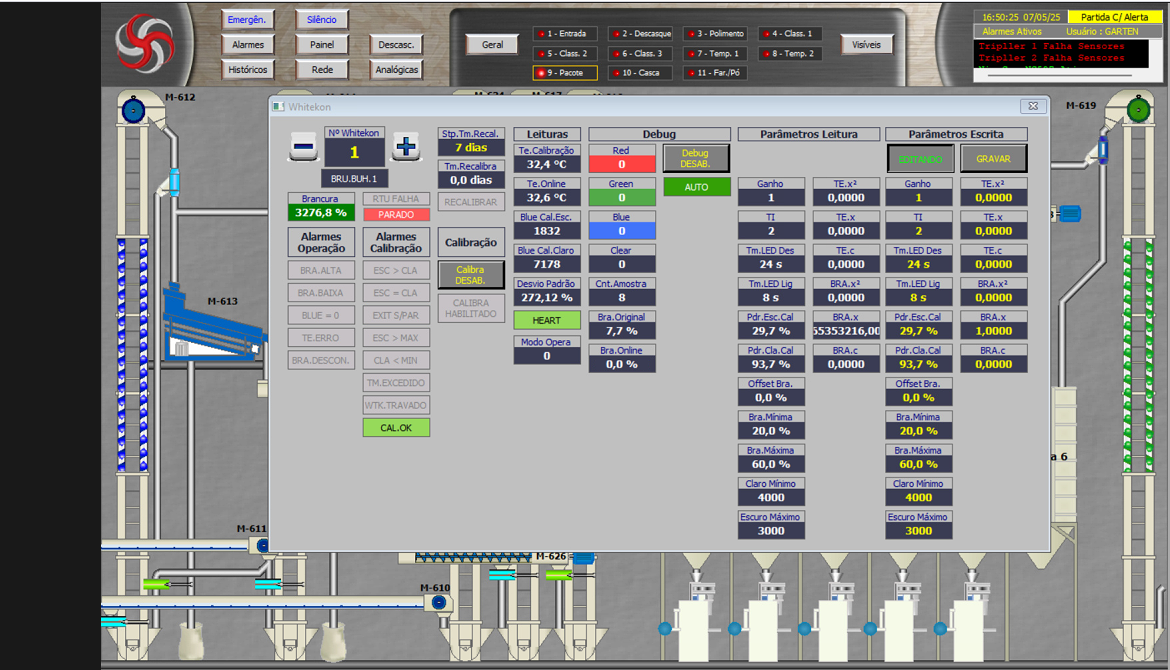 Emergên.
Silêncio
Alarmes
Painel
Descasc.
Históricos
Rede
Analógicas
Geral
1 - Entrada
2 - Descasque
3 - Polimento
4 - Class. 1
5 - Class. 2
6 - Class. 3
7 - Temp. 1
8 - Temp. 2
9 - Pacote
10 - Casca
11 - Far./Pó
Visíveis
16:50:25 07/05/25
Partida C/ Alerta
Alarmes Ativos
Usuário : GARTEN
Tripller 1 Falha Sensores
Tripller 2 Falha Sensores
M-612
M-619
M-613
M-611
M-610
M-626
Whitekon
Nº Whitekon
1
BRU.BUH.1
Brancura
3276,8 %
RTU FALHA
PARADO
Alarmes Operação
BRA.ALTA
BRA.BAIXA
BLUE = 0
TE.ERRO
BRA.DESCON.
Alarmes Calibração
ESC > CLA
ESC = CLA
EXIT S/PAR
ESC > MAX
CLA < MIN
TM.EXCEDIDO
WTK.TRAVADO
CAL.OK
Stp.Tm.Recal.
7 dias
Tm.Recalibra
0,0 dias
RECALIBRAR
Calibração
Calibra DESAB.
CALIBRA HABILITADO
Leituras
Te.Calibração
32,4 °C
Te.Online
32,6 °C
Blue Cal.Esc.
1832
Blue Cal.Claro
7178
Desvio Padrão
272,12 %
HEART
Modo Opera
0
Debug
Red
0
Green
0
Blue
0
Clear
0
Cnt.Amostra
8
Bra.Original
7,7 %
Bra.Online
0,0 %
Debug DESAB.
AUTO
Parâmetros Leitura
Ganho
1
TI
2
Tm.LED Des
24 s
Tm.LED Lig
8 s
Pdr.Esc.Cal
29,7 %
Pdr.Cla.Cal
93,7 %
Offset Bra.
0,0 %
Bra.Mínima
20,0 %
Bra.Máxima
60,0 %
Claro Mínimo
4000
Escuro Máximo
3000
TE.x²
0,0000
TE.x
0,0000
TE.c
0,0000
BRA.x²
0,0000
BRA.x
55353216,00
BRA.c
0,0000
Parâmetros Escrita
EDITANDO
GRAVAR
Ganho
1
TI
2
Tm.LED Des
24 s
Tm.LED Lig
8 s
Pdr.Esc.Cal
29,7 %
Pdr.Cla.Cal
93,7 %
Offset Bra.
0,0 %
Bra.Mínima
20,0 %
Bra.Máxima
60,0 %
Claro Mínimo
4000
Escuro Máximo
3000
TE.x²
0,0000
TE.x
0,0000
TE.c
0,0000
BRA.x²
0,0000
BRA.x
1,0000
BRA.c
0,0000
a 6